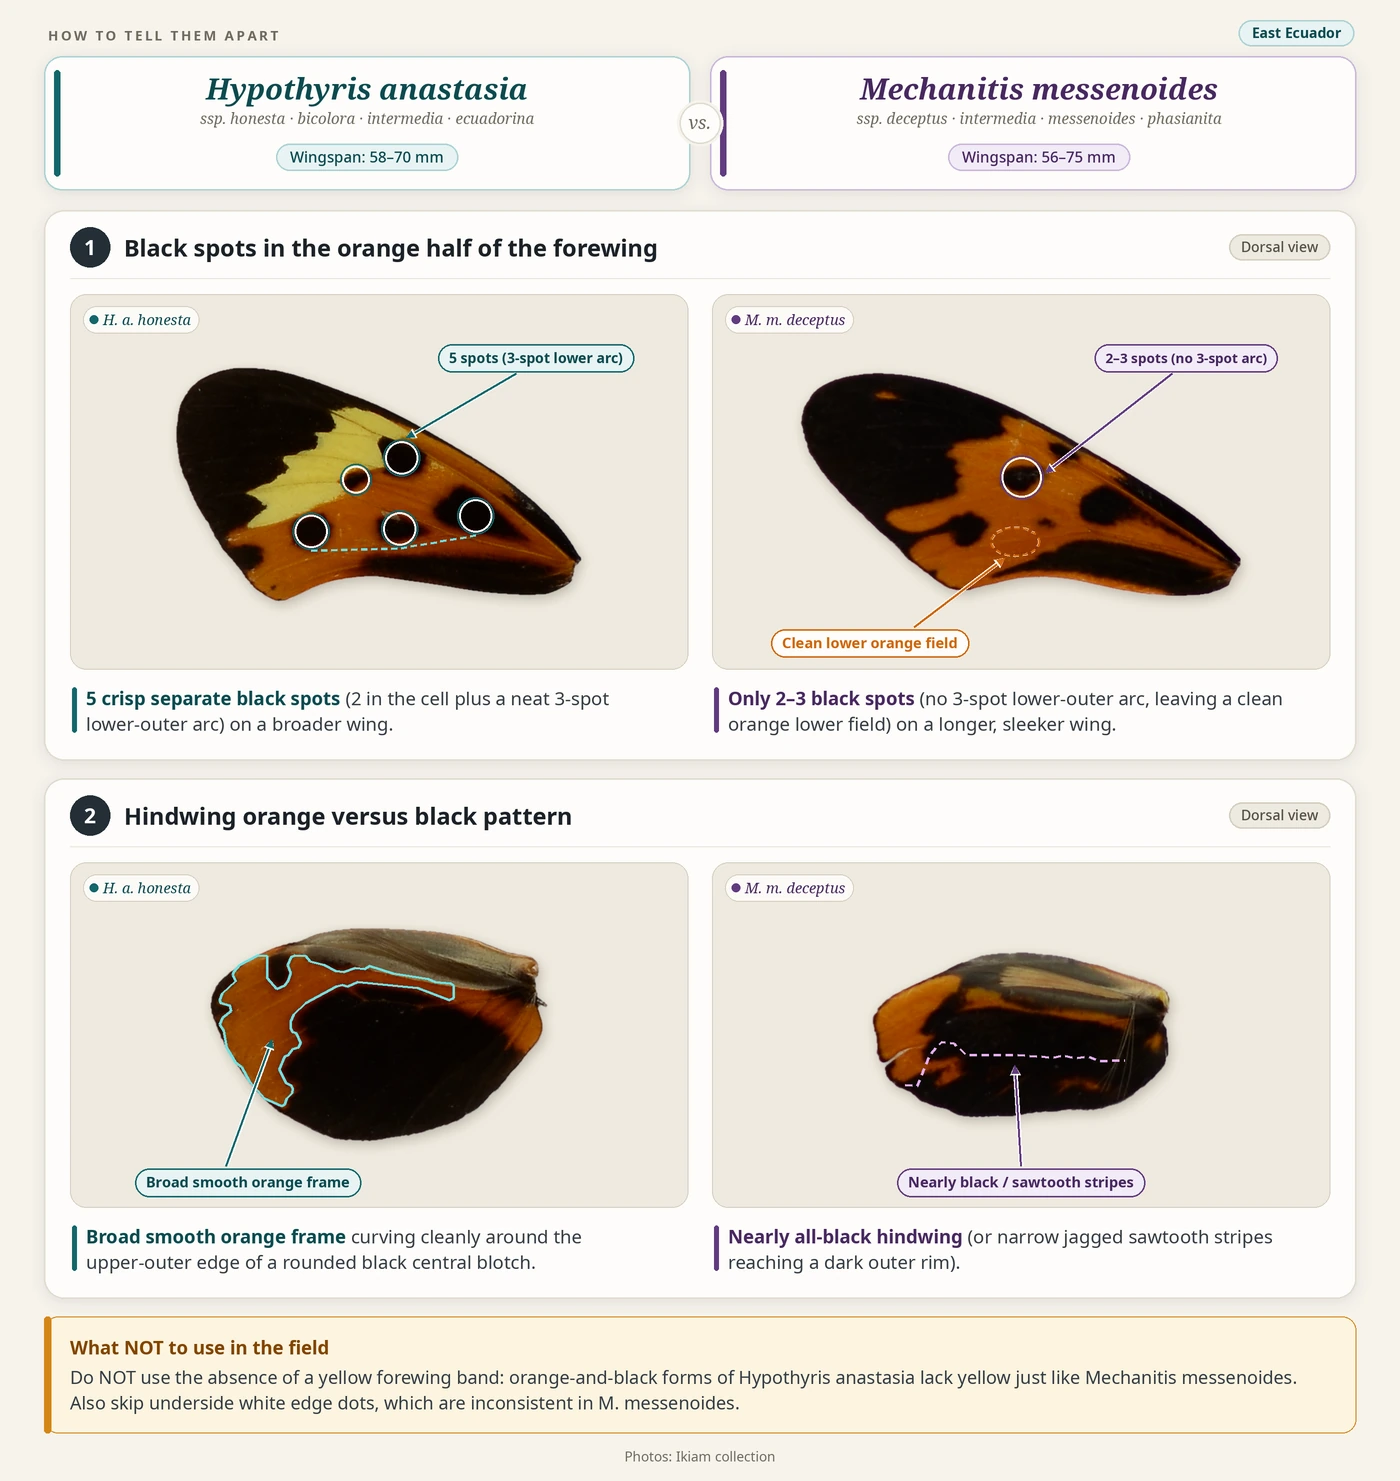 HOW TO TELL THEM APART
East Ecuador
Hypothyris anastasia
ssp. honesta · bicolora · intermedia · ecuadorina
Wingspan: 58–70 mm
vs.
Mechanitis messenoides
ssp. deceptus · intermedia · messenoides · phasianita
Wingspan: 56–75 mm
1
Black spots in the orange half of the forewing
Dorsal view
H. a. honesta
5 spots (3-spot lower arc)
M. m. deceptus
2–3 spots (no 3-spot arc)
Clean lower orange field
5 crisp separate black spots (2 in the cell plus a neat 3-spot
lower-outer arc) on a broader wing.
Only 2–3 black spots (no 3-spot lower-outer arc, leaving a clean
orange lower field) on a longer, sleeker wing.
2
Hindwing orange versus black pattern
Dorsal view
H. a. honesta
Broad smooth orange frame
M. m. deceptus
Nearly black / sawtooth stripes
Broad smooth orange frame curving cleanly around the
upper-outer edge of a rounded black central blotch.
Nearly all-black hindwing (or narrow jagged sawtooth stripes
reaching a dark outer rim).
What NOT to use in the field
Do NOT use the absence of a yellow forewing band: orange-and-black forms of Hypothyris anastasia lack yellow just like Mechanitis messenoides.
Also skip underside white edge dots, which are inconsistent in M. messenoides.
Photos: Ikiam collection